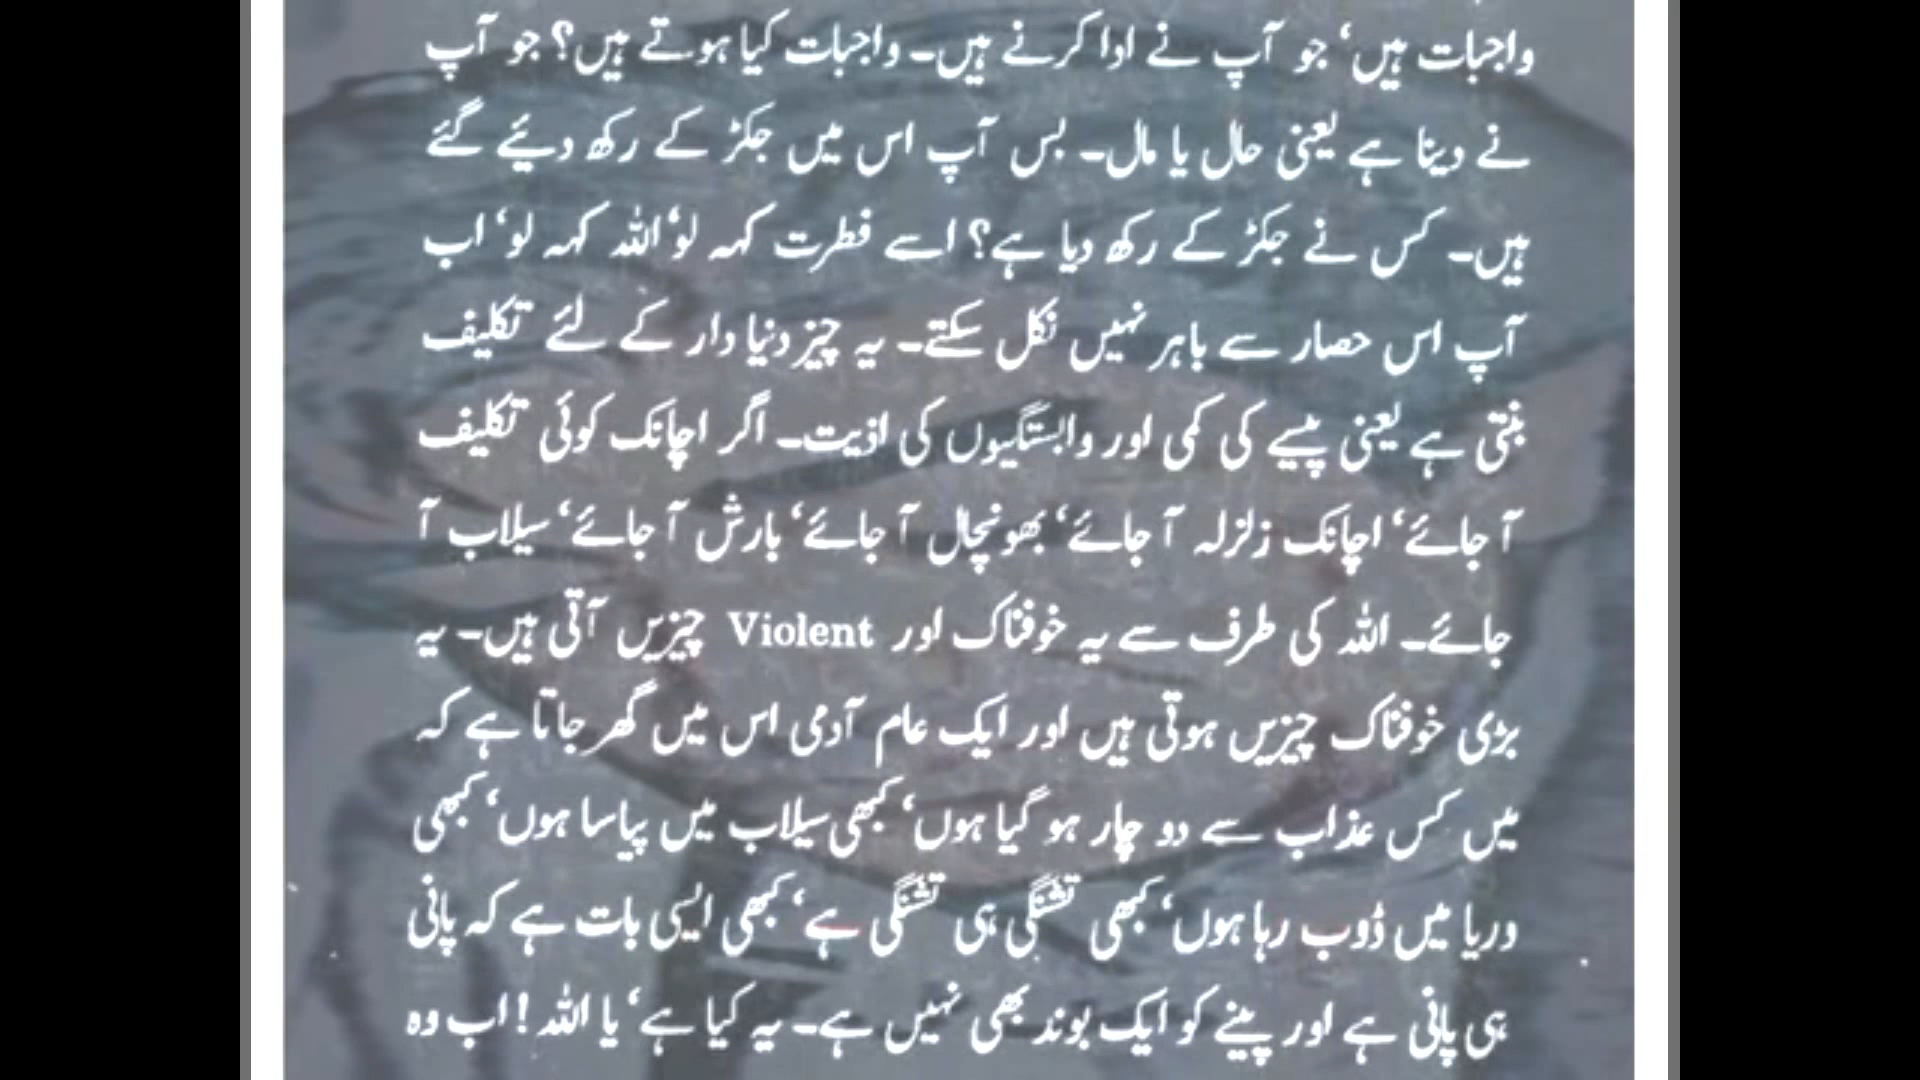 واجبات ہیں‘ جو آپ نے ادا کرنے ہیں۔ واجبات کیا ہوتے ہیں؟ جو آپ
نے دینا ہے یعنی حال یا مال۔ بس آپ اس میں جکڑ کے رکھ دیئے گئے
ہیں۔ کس نے جکڑ کے رکھ دیا ہے؟ اسے فطرت کہہ لو‘ اللہ کہہ لو‘ اب
آپ اس حصار سے باہر نہیں نکل سکتے۔ یہ چیز دنیا دار کے لئے تکلیف
بنتی ہے یعنی پیسے کی کمی اور وابستگیوں کی اذیت۔ اگر اچانک کوئی تکلیف
آ جائے‘ اچانک زلزلہ آ جائے‘ بھونچال آ جائے‘ بارش آ جائے‘ سیلاب آ
جائے۔ اللہ کی طرف سے یہ خوفناک اور Violent چیزیں آتی ہیں۔ یہ
بڑی خوفناک چیزیں ہوتی ہیں اور ایک عام آدمی اس میں گھر جاتا ہے کہ
میں کس عذاب سے دو چار ہو گیا ہوں‘ کبھی سیلاب میں پیاسا ہوں‘ کبھی
دریا میں ڈوب رہا ہوں‘ کبھی تشنگی ہی تشنگی ہے‘ کبھی ایسی بات ہے کہ پانی
ہی پانی ہے اور پینے کو ایک بوند بھی نہیں ہے۔ یہ کیا ہے‘ یا اللہ! اب وہ